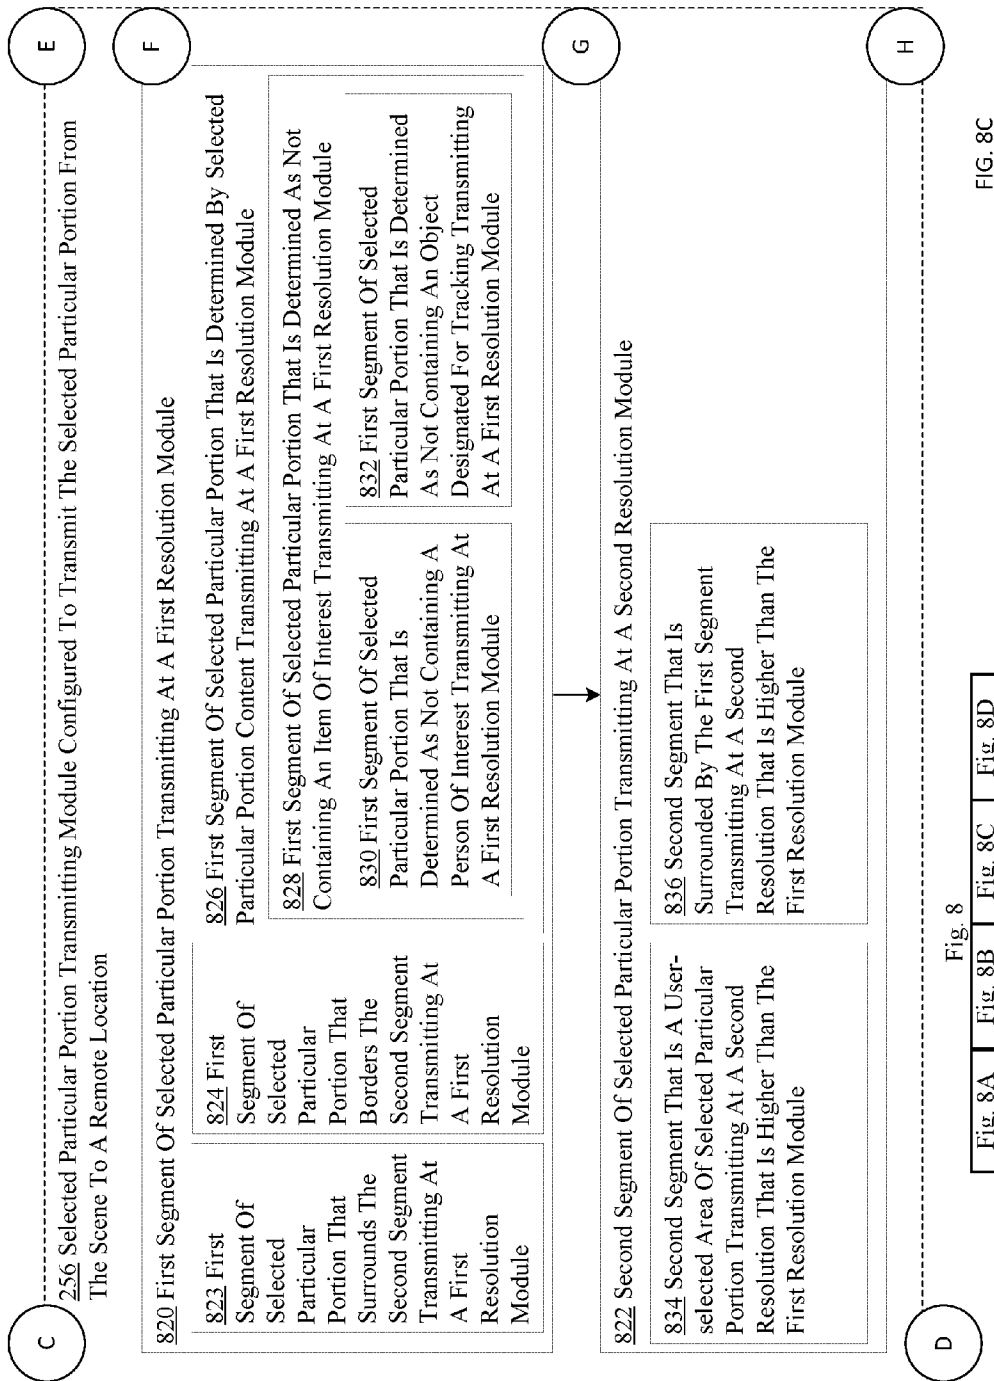 C
E
256 Selected Particular Portion Transmitting Module Configured To Transmit The Selected Particular Portion From
The Scene To A Remote Location
F
820 First Segment Of Selected Particular Portion Transmitting At A First Resolution Module
823 First
Segment Of
Selected
Particular
Portion That
Surrounds The
Second Segment
Transmitting At
A First
Resolution
Module
824 First
Segment Of
Selected
Particular
Portion That
Borders The
Second Segment
Transmitting At
A First
Resolution
Module
826 First Segment Of Selected Particular Portion That Is Determined By Selected
Particular Portion Content Transmitting At A First Resolution Module
828 First Segment Of Selected Particular Portion That Is Determined As Not
Containing An Item Of Interest Transmitting At A First Resolution Module
830 First Segment Of Selected
Particular Portion That Is
Determined As Not Containing A
Person Of Interest Transmitting At
A First Resolution Module
832 First Segment Of Selected
Particular Portion That Is Determined
As Not Containing An Object
Designated For Tracking Transmitting
At A First Resolution Module
G
822 Second Segment Of Selected Particular Portion Transmitting At A Second Resolution Module
834 Second Segment That Is A User-
selected Area Of Selected Particular
Portion Transmitting At A Second
Resolution That Is Higher Than The
First Resolution Module
836 Second Segment That Is
Surrounded By The First Segment
Transmitting At A Second
Resolution That Is Higher Than The
First Resolution Module
D
H
Fig. 8
Fig. 8A Fig. 8B Fig. 8C Fig. 8D
FIG. 8C